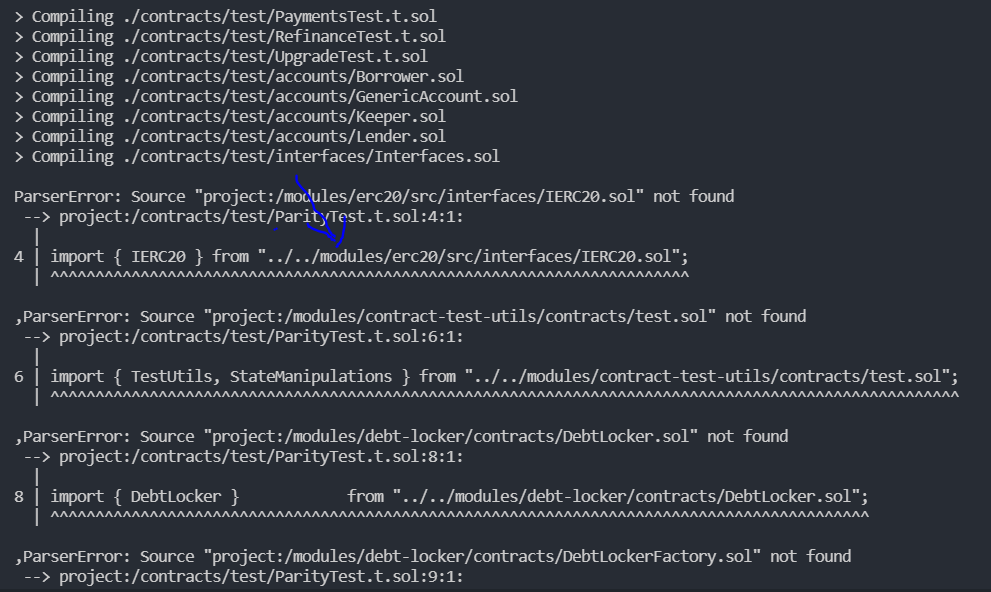 > Compiling ./contracts/test/PaymentsTest.t.sol
> Compiling ./contracts/test/RefinanceTest.t.sol
> Compiling ./contracts/test/UpgradeTest.t.sol
> Compiling ./contracts/test/accounts/Borrower.sol
> Compiling ./contracts/test/accounts/GenericAccount.sol
> Compiling ./contracts/test/accounts/Keeper.sol
> Compiling ./contracts/test/accounts/Lender.sol
> Compiling ./contracts/test/interfaces/Interfaces.sol
ParserError: Source "project:/modules/erc20/src/interfaces/IERC20.sol" not found
--> project:/contracts/test/ParityTest.t.sol:4:1:
|
4 | import { IERC20 } from "../../modules/erc20/src/interfaces/IERC20.sol";
| ^^^^^^^^^^^^^^^^^^^^^^^^^^^^^^^^^^^^^^^^^^^^^^^^^^^^^^^^^^^^^^^^^^^^^^^
,ParserError: Source "project:/modules/contract-test-utils/contracts/test.sol" not found
--> project:/contracts/test/ParityTest.t.sol:6:1:
|
6 | import { TestUtils, StateManipulations } from "../../modules/contract-test-utils/contracts/test.sol";
| ^^^^^^^^^^^^^^^^^^^^^^^^^^^^^^^^^^^^^^^^^^^^^^^^^^^^^^^^^^^^^^^^^^^^^^^^^^^^^^^^^^^^^^^^^^^^^^^^^^^^^
,ParserError: Source "project:/modules/debt-locker/contracts/DebtLocker.sol" not found
--> project:/contracts/test/ParityTest.t.sol:8:1:
|
8 | import { DebtLocker }            from "../../modules/debt-locker/contracts/DebtLocker.sol";
| ^^^^^^^^^^^^^^^^^^^^^^^^^^^^^^^^^^^^^^^^^^^^^^^^^^^^^^^^^^^^^^^^^^^^^^^^^^^^^^^^^^^^^^^^^^^
,ParserError: Source "project:/modules/debt-locker/contracts/DebtLockerFactory.sol" not found
--> project:/contracts/test/ParityTest.t.sol:9:1: